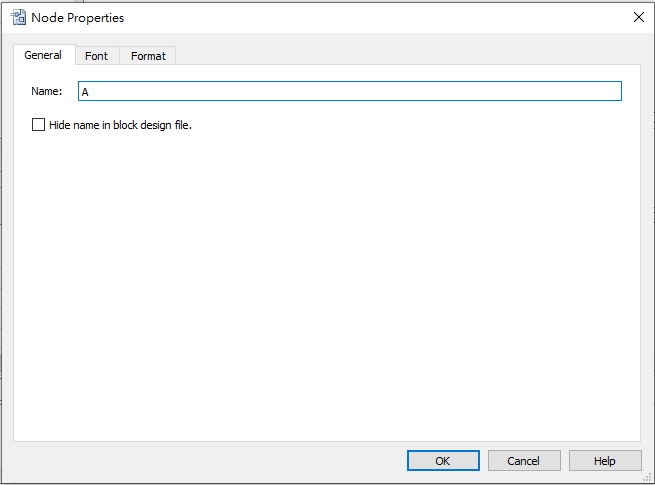 Node Properties
General Font Format
Name: A
Hide name in block design file.
OK Cancel Help